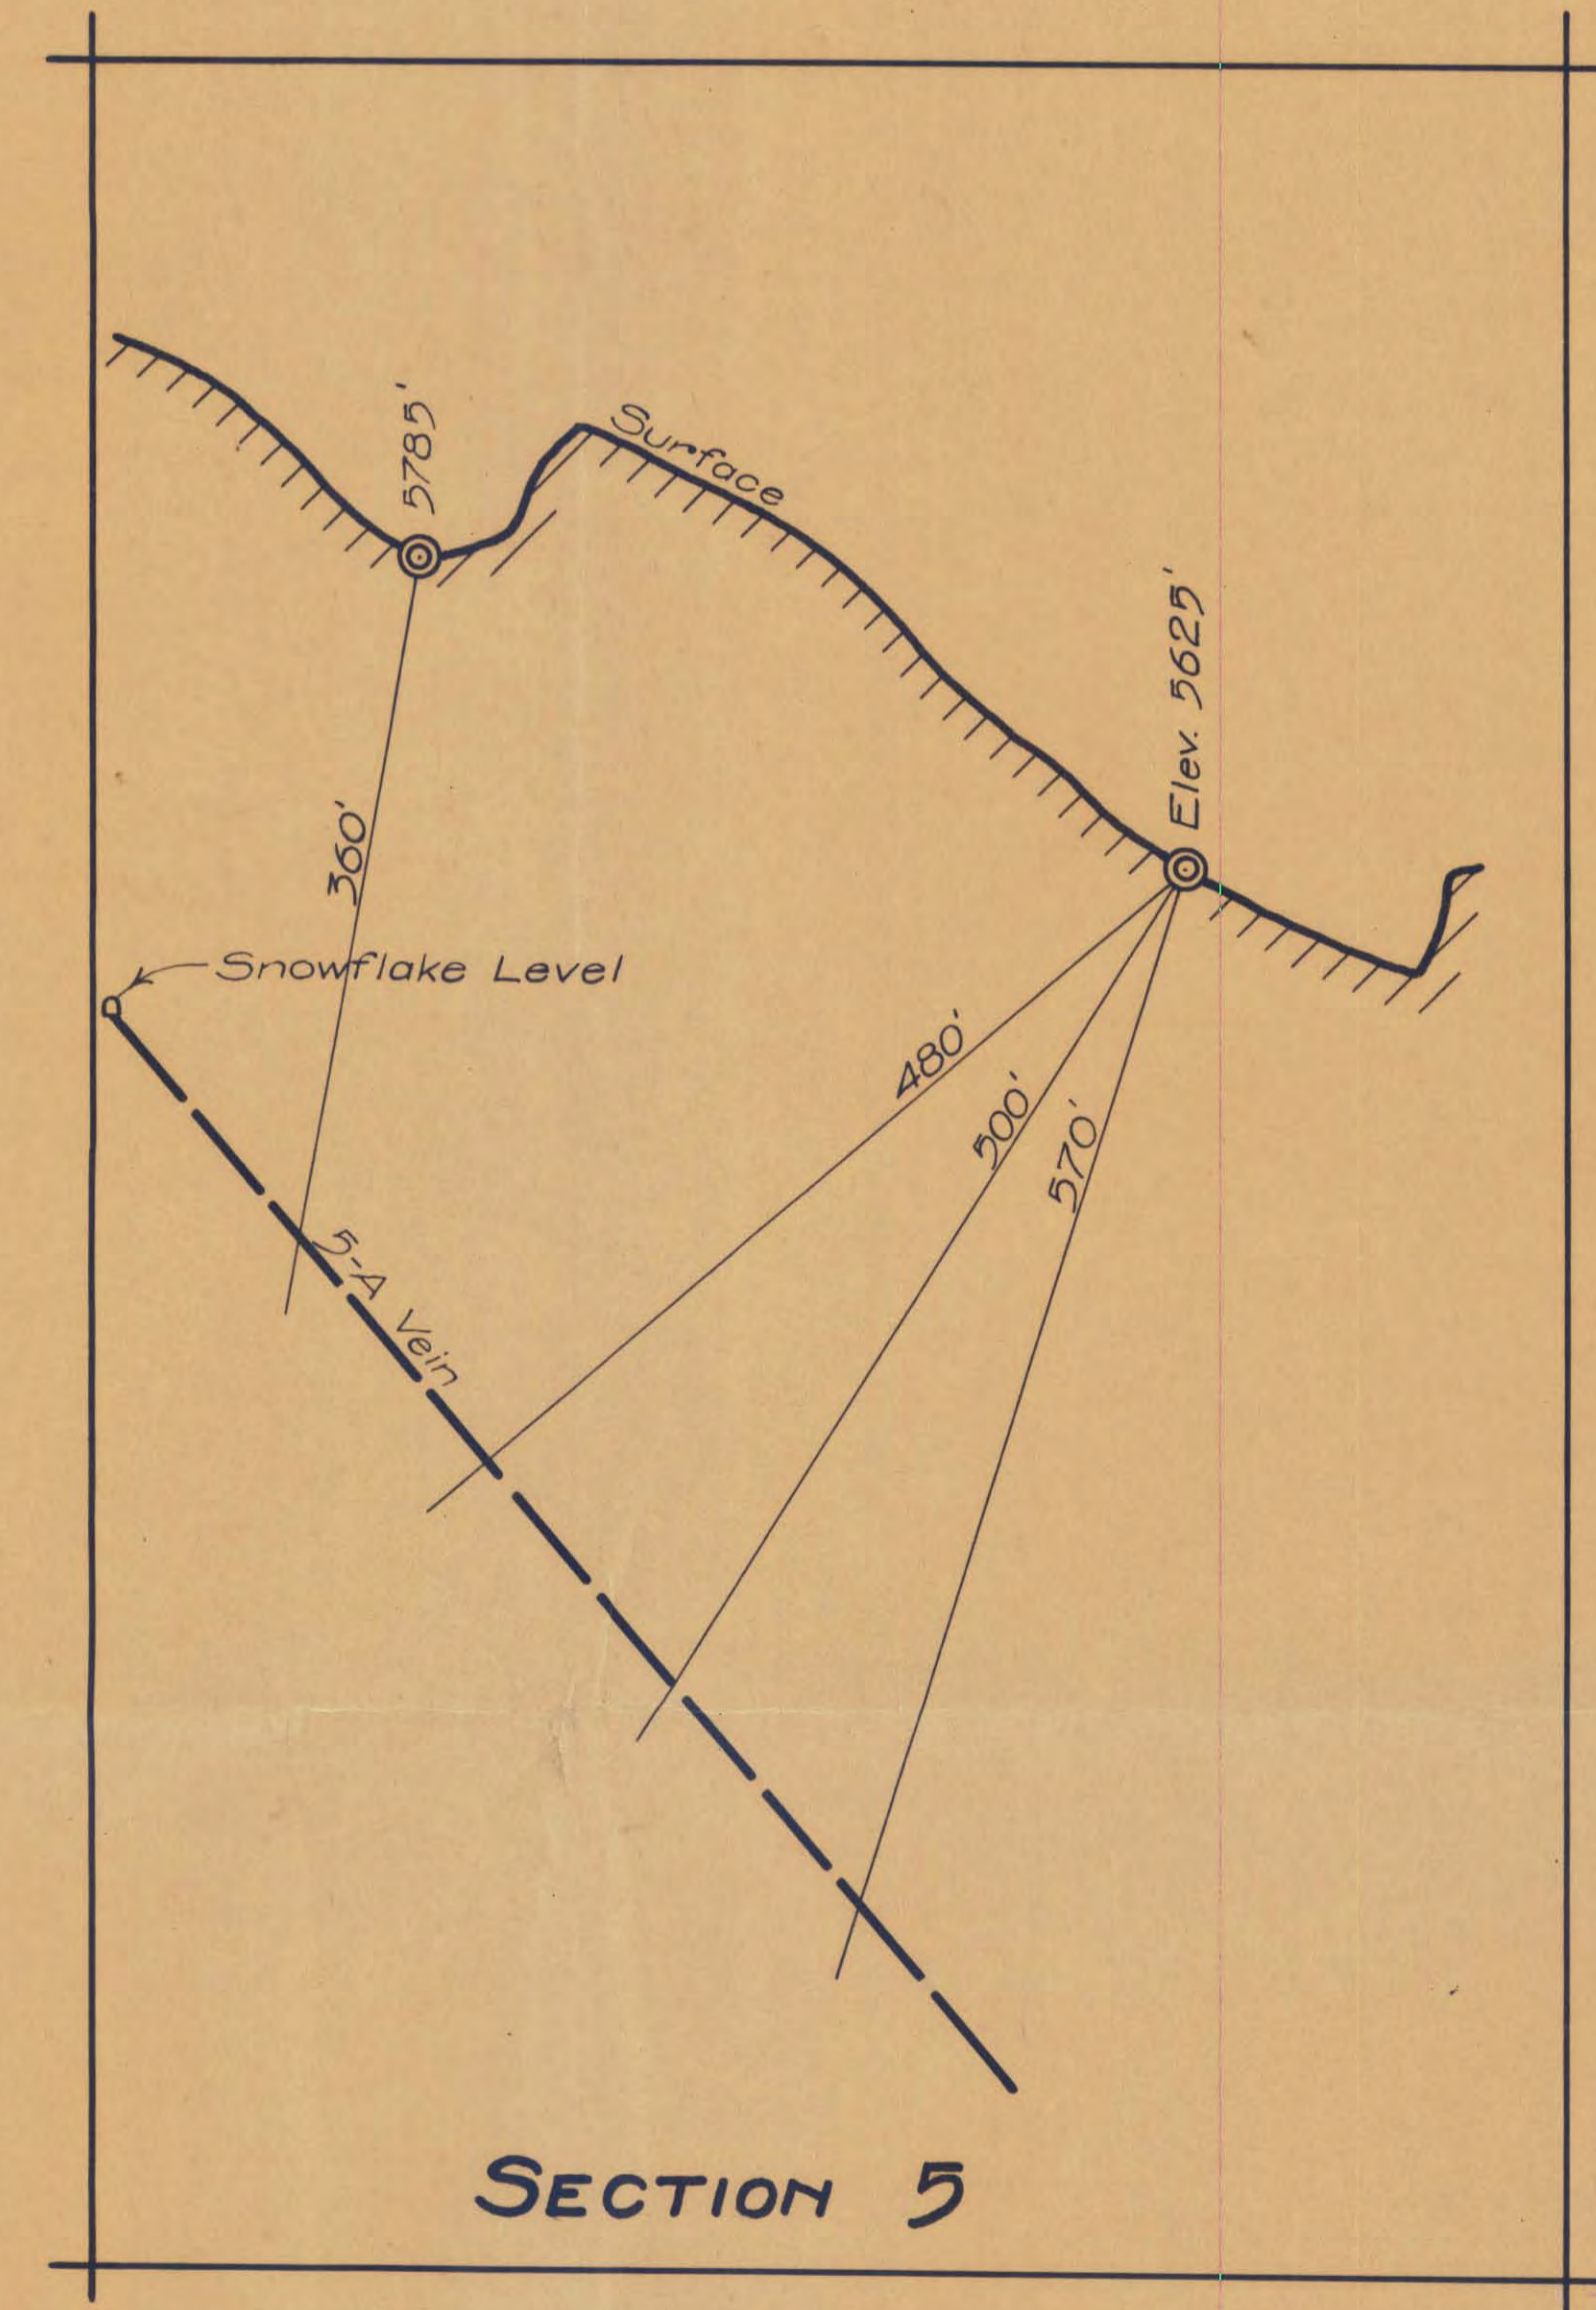 5785'
Surface
Elev. 5625'
360'
Snowflake Level
480'
500'
570'
5-A Vein
SECTION 5